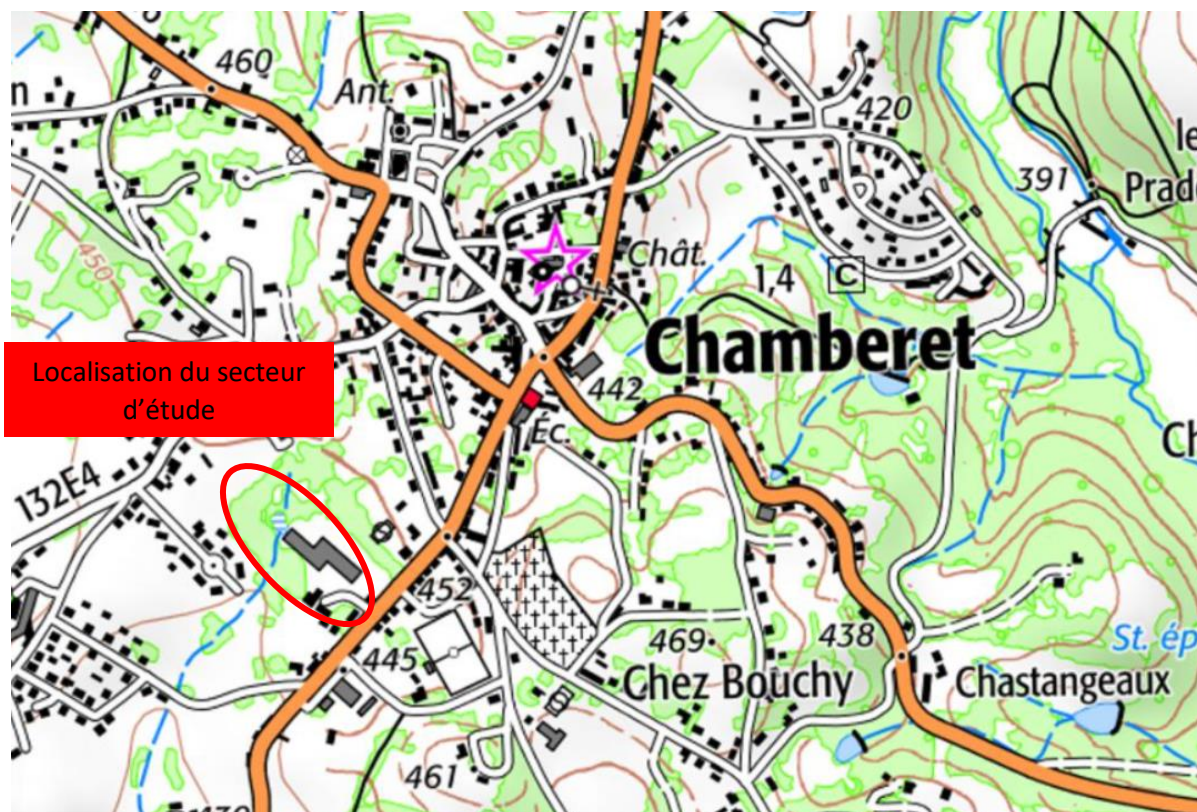 460
Ant.
420
n
le
391
Prad
450
Chât.
1,4
C
Chamberet
Localisation du secteur
d'étude
442
Éc.
Ch
132E4
452
469
438
St. ép
445
Chez Bouchy
Chastangeaux
461